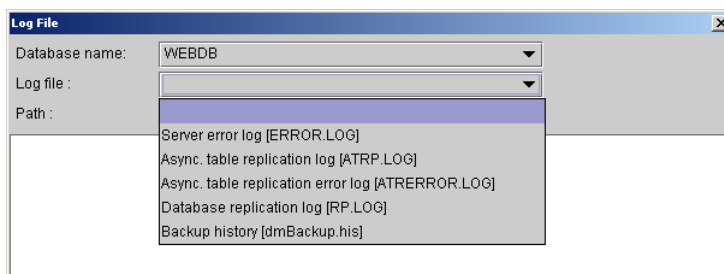 Log File
Database name: WEBDB
Log file :
Path :
Server error log [ERROR.LOG]
Async. table replication log [ATRP.LOG]
Async. table replication error log [ATRERROR.LOG]
Database replication log [RP.LOG]
Backup history [dmBackup.his]